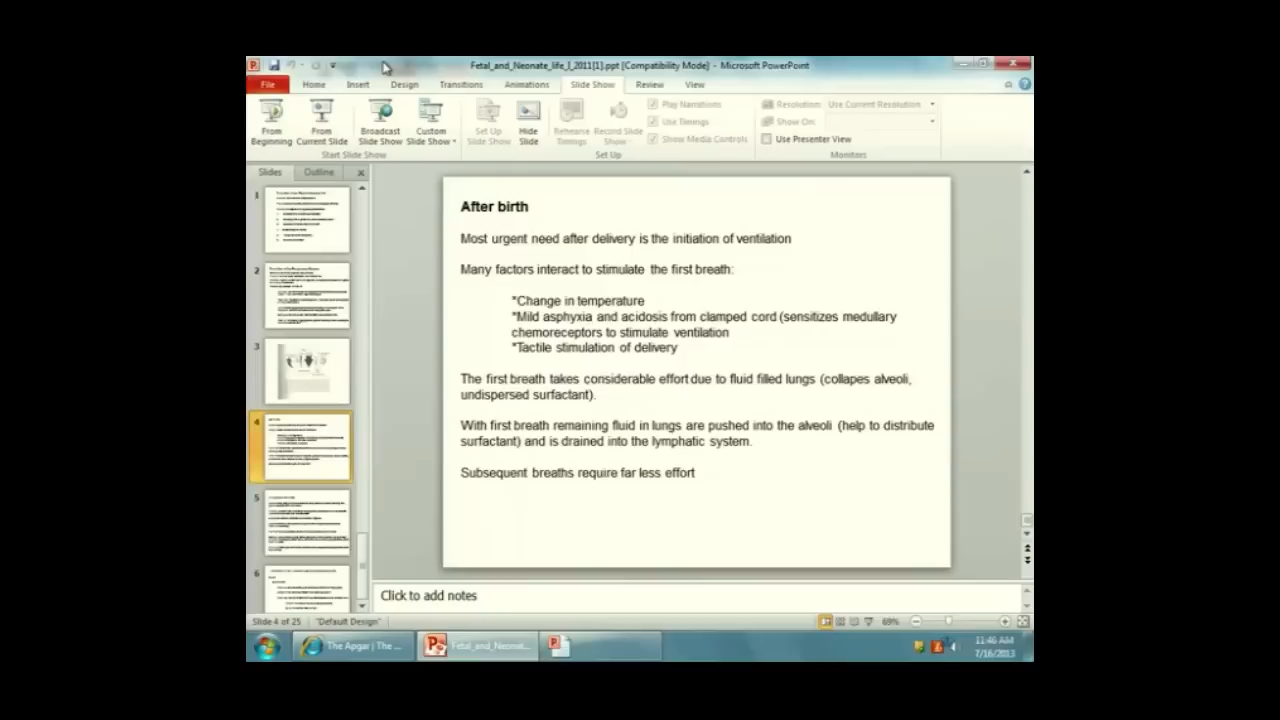 Fetal_and_Neonate_life_J_2011[1].ppt [Compatibility Mode] - Microsoft PowerPoint
File Home Insert Design Transitions Animations Slide Show Review View
From Beginning
From Current Slide
Broadcast Slide Show
Custom Slide Show
Set Up Slide Show
Hide Slide
Rehearse Timings
Record Slide Show
Play Narrations
Use Timings
Show Media Controls
Resolution: Use Current Resolution
Show On:
Use Presenter View
Start Slide Show
Set Up
Monitors
Slides Outline
1
2
3
4
5
6
After birth
Most urgent need after delivery is the initiation of ventilation
Many factors interact to stimulate the first breath:
*Change in temperature
*Mild asphyxia and acidosis from clamped cord (sensitizes medullary
chemoreceptors to stimulate ventilation
*Tactile stimulation of delivery
The first breath takes considerable effort due to fluid filled lungs (collapes alveoli,
undispersed surfactant).
With first breath remaining fluid in lungs are pushed into the alveoli (help to distribute
surfactant) and is drained into the lymphatic system.
Subsequent breaths require far less effort
Click to add notes
Slide 4 of 25 "Default Design" 69%
The Apgar | The ... Fetal_and_Neonat... 11:46 AM
7/16/2013